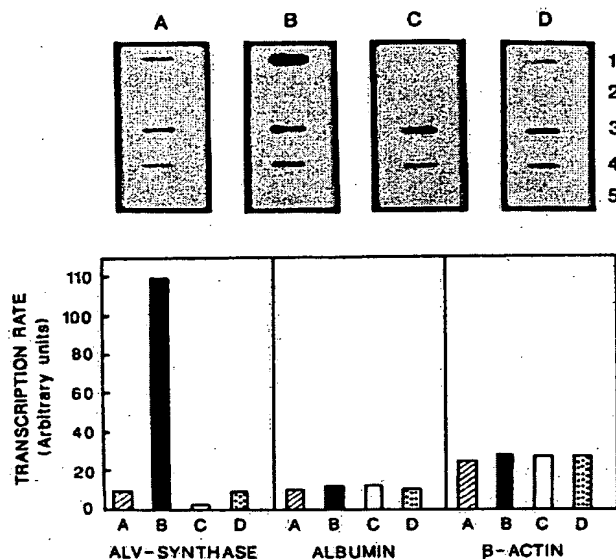 A B C D
1
2
3
4
5
TRANSCRIPTION RATE
(Arbitrary units)
110
100
80
60
40
20
0
A B C D A B C D A B C D
ALV-SYNTHASE ALBUMIN β-ACTIN